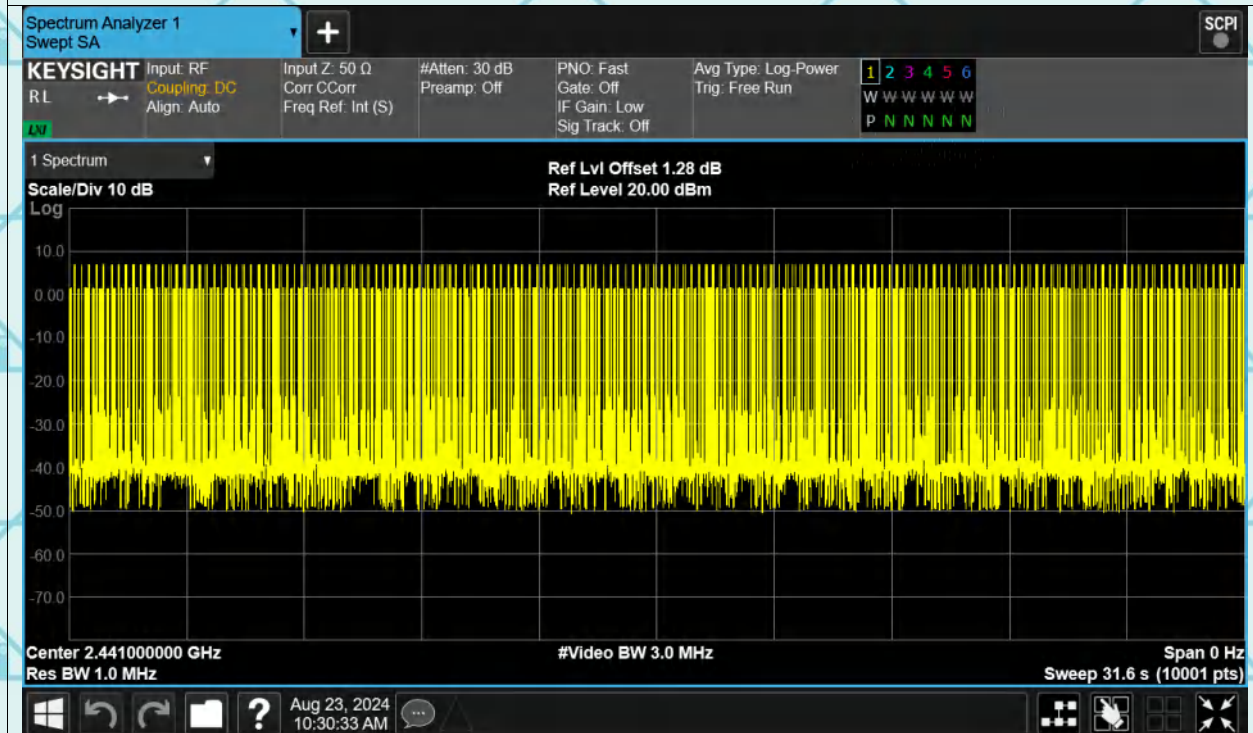 Spectrum Analyzer 1
Swept SA
+
SCPI
KEYSIGHT Input: RF Input Z: 50 Ω #Atten: 30 dB PNO: Fast Avg Type: Log-Power 1 2 3 4 5 6
RL Coupling: DC Corr CCorr Preamp: Off Gate: Off Trig: Free Run W W W W W W
Align: Auto Freq Ref: Int (S) IF Gain: Low P N N N N N
LXI Sig Track: Off
1 Spectrum Ref Lvl Offset 1.28 dB
Scale/Div 10 dB Ref Level 20.00 dBm
Log
10.0
0.00
-10.0
-20.0
-30.0
-40.0
-50.0
-60.0
-70.0
Center 2.441000000 GHz #Video BW 3.0 MHz Span 0 Hz
Res BW 1.0 MHz Sweep 31.6 s (10001 pts)
? Aug 23, 2024
10:30:33 AM